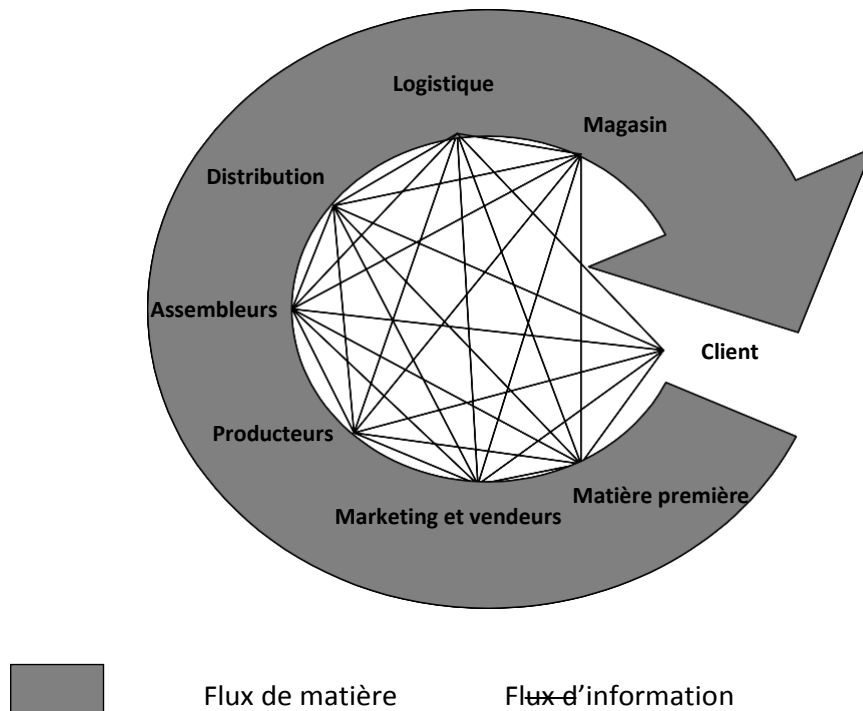 Logistique
Magasin
Distribution
Assembleurs
Client
Producteurs
Matière première
Marketing et vendeurs
Flux de matière
Flux d’information